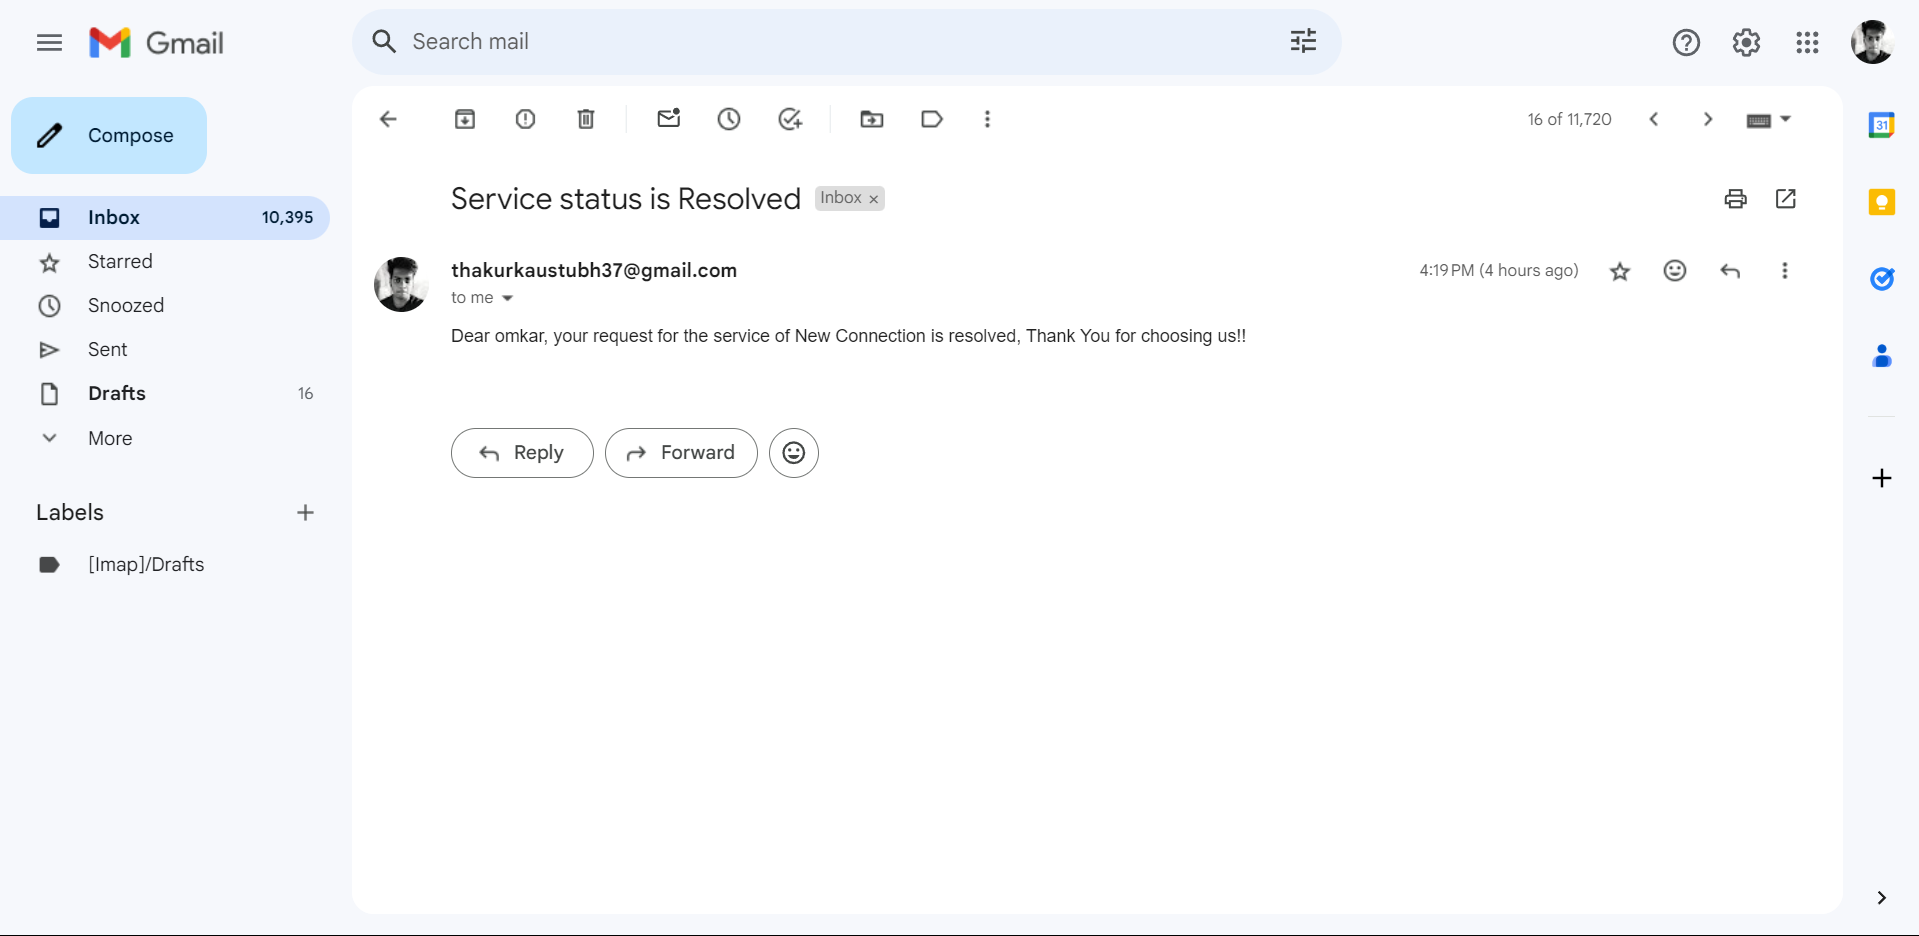 Gmail
Search mail
Compose
Inbox 10,395
Starred
Snoozed
Sent
Drafts 16
More
Labels
[Imap]/Drafts
16 of 11,720
Service status is Resolved Inbox ×
thakurkaustubh37@gmail.com 4:19 PM (4 hours ago)
to me
Dear omkar, your request for the service of New Connection is resolved, Thank You for choosing us!!
Reply Forward
31